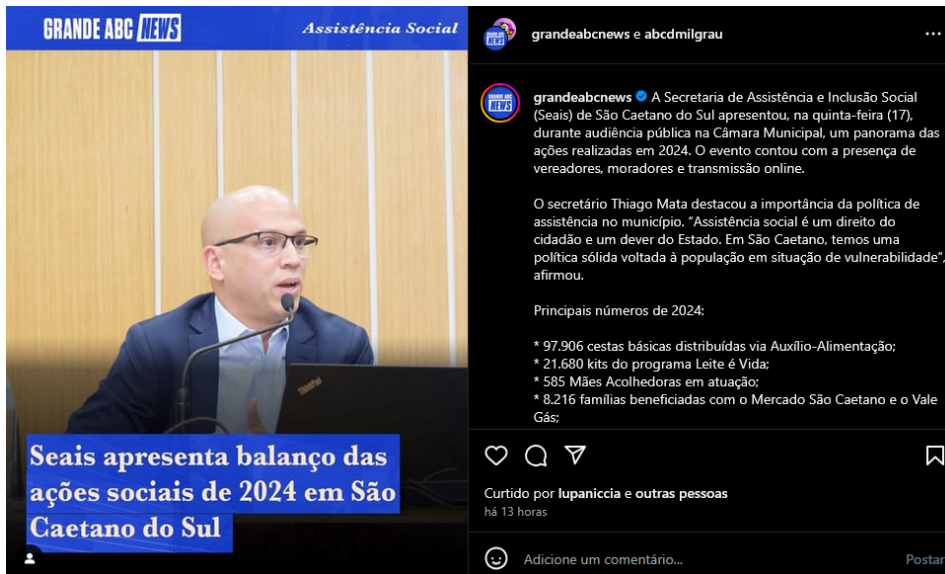 GRANDE ABC NEWS
Assistência Social
ThinkPad
Seais apresenta balanço das
ações sociais de 2024 em São
Caetano do Sul
grandeabcnews e abcdmilgrau
grandeabcnews A Secretaria de Assistência e Inclusão Social
(Seais) de São Caetano do Sul apresentou, na quinta-feira (17),
durante audiência pública na Câmara Municipal, um panorama das
ações realizadas em 2024. O evento contou com a presença de
vereadores, moradores e transmissão online.
O secretário Thiago Mata destacou a importância da política de
assistência no município. “Assistência social é um direito do
cidadão e um dever do Estado. Em São Caetano, temos uma
política sólida voltada à população em situação de vulnerabilidade”,
afirmou.
Principais números de 2024:
* 97.906 cestas básicas distribuídas via Auxílio-Alimentação;
* 21.680 kits do programa Leite é Vida;
* 585 Mães Acolhedoras em atuação;
* 8.216 famílias beneficiadas com o Mercado São Caetano e o Vale
Gás;
Curtido por lupaniccia e outras pessoas
há 13 horas
Adicione um comentário...
Postar